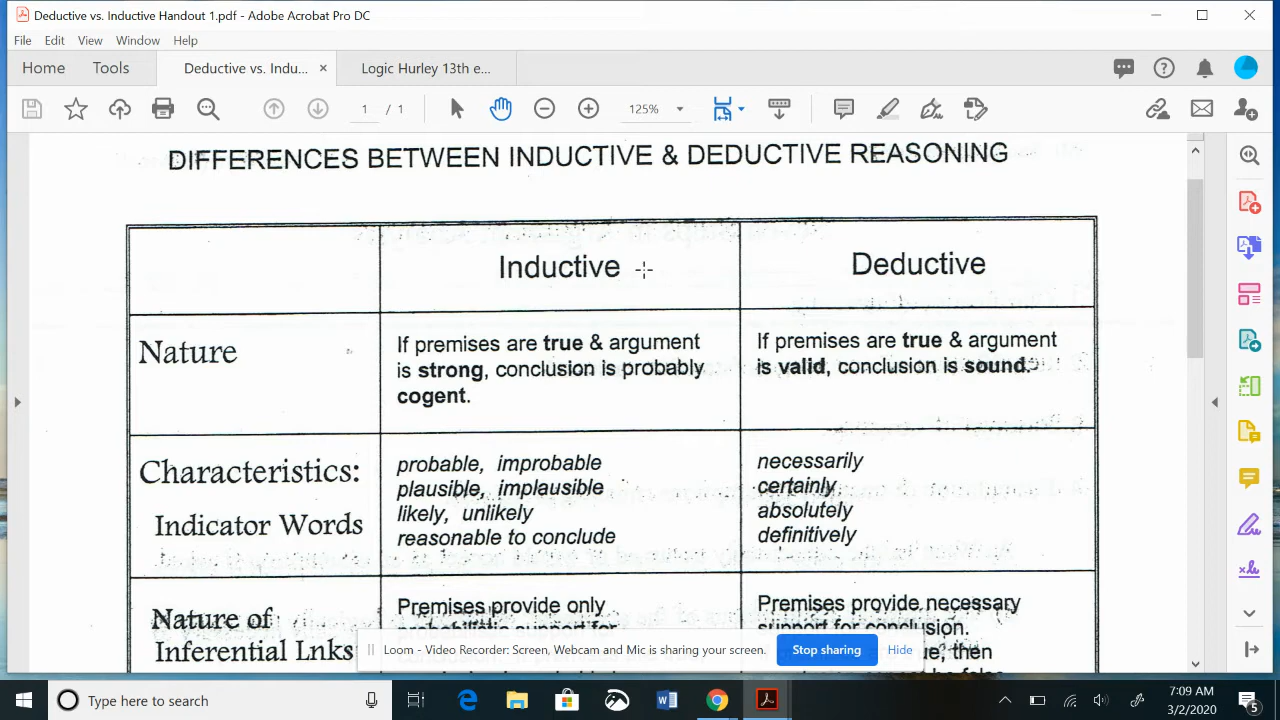 Deductive vs. Inductive Handout 1.pdf - Adobe Acrobat Pro DC
File Edit View Window Help
Home Tools Deductive vs. Indu... × Logic Hurley 13th e...
1 / 1 125%
DIFFERENCES BETWEEN INDUCTIVE & DEDUCTIVE REASONING
Inductive Deductive
Nature
If premises are true & argument
is strong, conclusion is probably
cogent.
If premises are true & argument
is valid, conclusion is sound.
Characteristics:
Indicator Words
probable, improbable
plausible, implausible
likely, unlikely
reasonable to conclude
necessarily
certainly
absolutely
definitively
Nature of
Inferential Lnks
Premises provide only
Premises provide necessary
support for conclusion.
then
Loom - Video Recorder: Screen, Webcam and Mic is sharing your screen. Stop sharing Hide
Type here to search
7:09 AM
3/2/2020
5